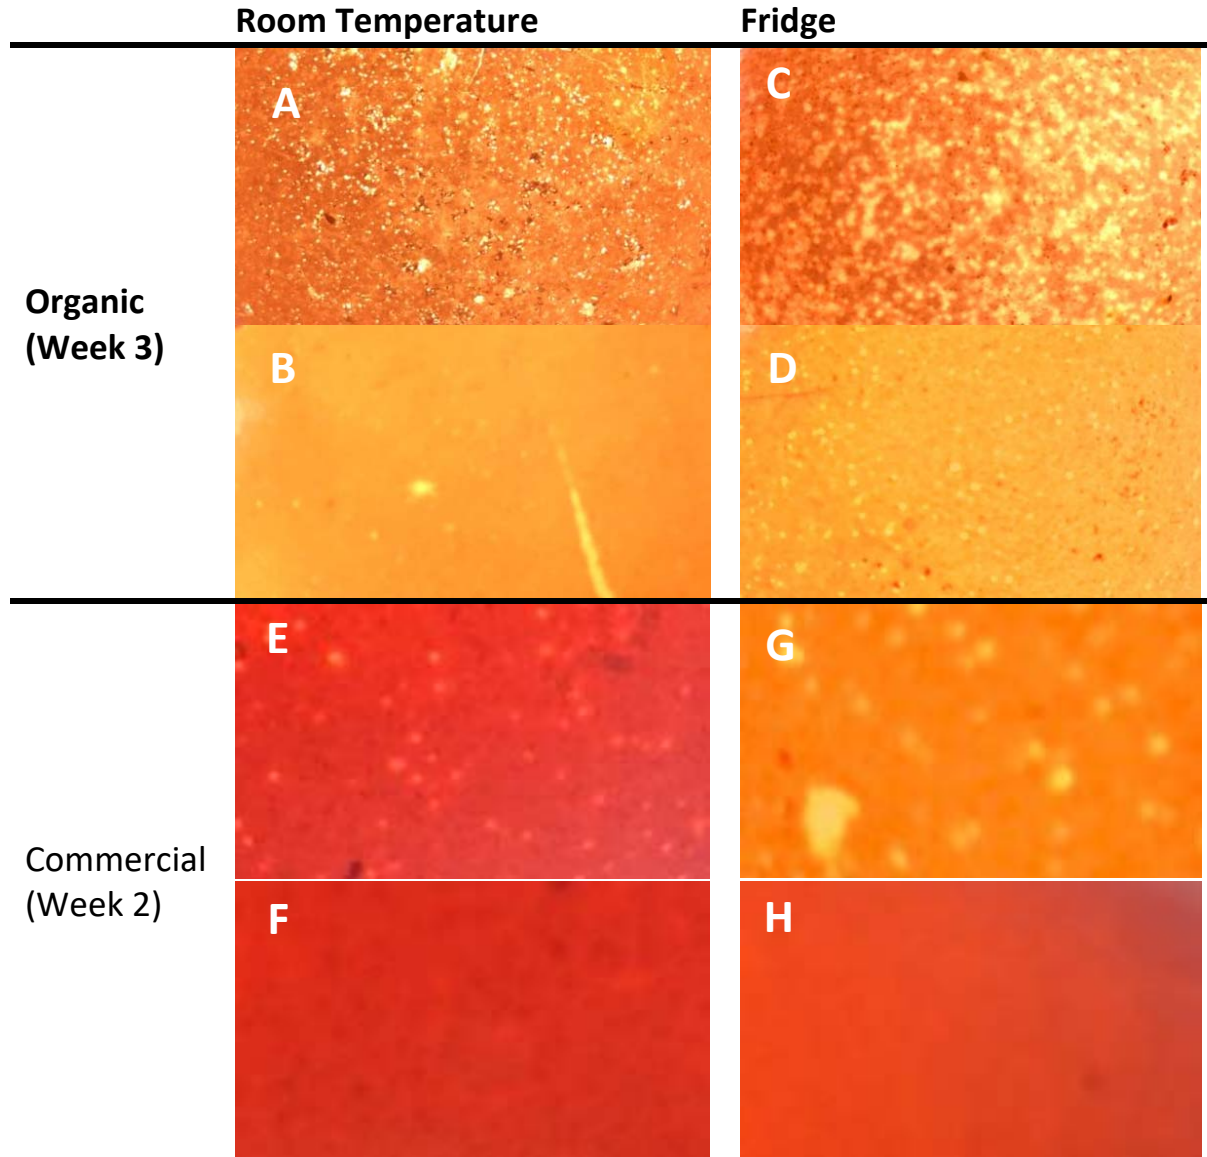 Room Temperature
Fridge
A
C
Organic
(Week 3)
B
D
E
G
Commercial
(Week 2)
F
H